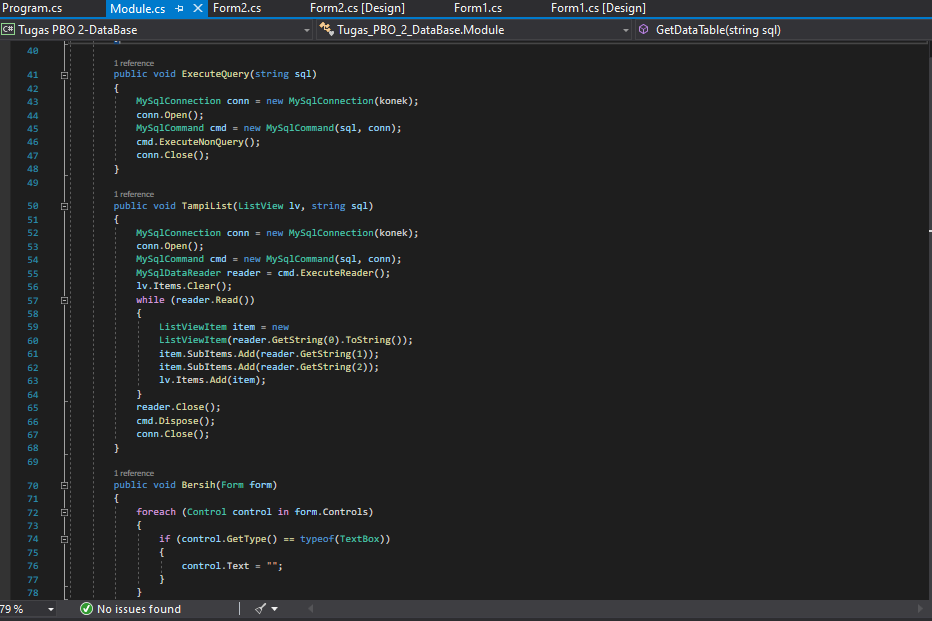 Program.cs Module.cs Form2.cs Form2.cs [Design] Form1.cs Form1.cs [Design]
C# Tugas PBO 2-DataBase Tugas_PBO_2_DataBase.Module GetDataTable(string sql)
40
1 reference
41 public void ExecuteQuery(string sql)
42 {
43 MySqlConnection conn = new MySqlConnection(konek);
44 conn.Open();
45 MySqlCommand cmd = new MySqlCommand(sql, conn);
46 cmd.ExecuteNonQuery();
47 conn.Close();
48 }
49
1 reference
50 public void TampiList(ListView lv, string sql)
51 {
52 MySqlConnection conn = new MySqlConnection(konek);
53 conn.Open();
54 MySqlCommand cmd = new MySqlCommand(sql, conn);
55 MySqlDataReader reader = cmd.ExecuteReader();
56 lv.Items.Clear();
57 while (reader.Read())
58 {
59 ListViewItem item = new
60 ListViewItem(reader.GetString(0).ToString());
61 item.SubItems.Add(reader.GetString(1));
62 item.SubItems.Add(reader.GetString(2));
63 lv.Items.Add(item);
64 }
65 reader.Close();
66 cmd.Dispose();
67 conn.Close();
68 }
69
1 reference
70 public void Bersih(Form form)
71 {
72 foreach (Control control in form.Controls)
73 {
74 if (control.GetType() == typeof(TextBox))
75 {
76 control.Text = "";
77 }
78 }
79 % No issues found